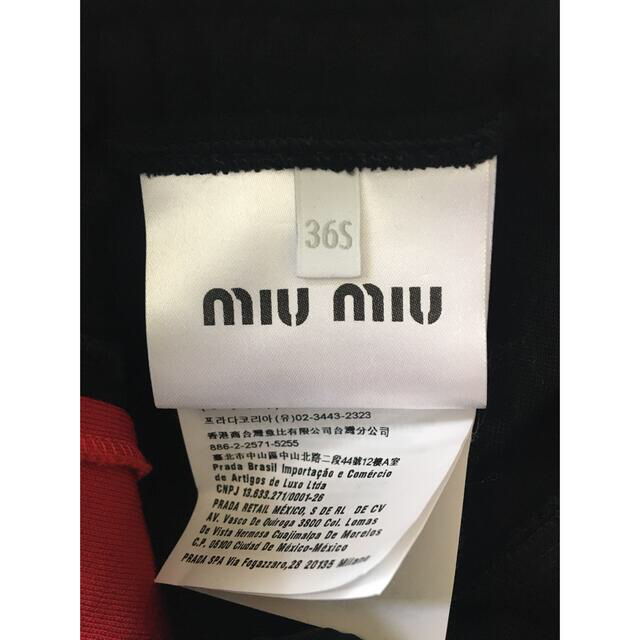 36S
miu miu
프라다코리아 (유)02-3443-2323
香港商台灣意比有限公司台灣分公司
886-2-2571-5255
臺北市中山區中山北路二段44號12樓A室
Prada Brasil Importação e Comércio
de Artigos de Luxo Ltda
CNPJ 13.633.271/0001-26
PRADA RETAIL MÉXICO, S DE RL DE CV
AV. Vasco De Quiroga 3800 Col. Lomas
De Vista Hermosa Cuajimalpa De Morelos
C.P. 05100 Ciudad De México-México
PRADA SPA Via Fogazzaro,28 20135 Milano